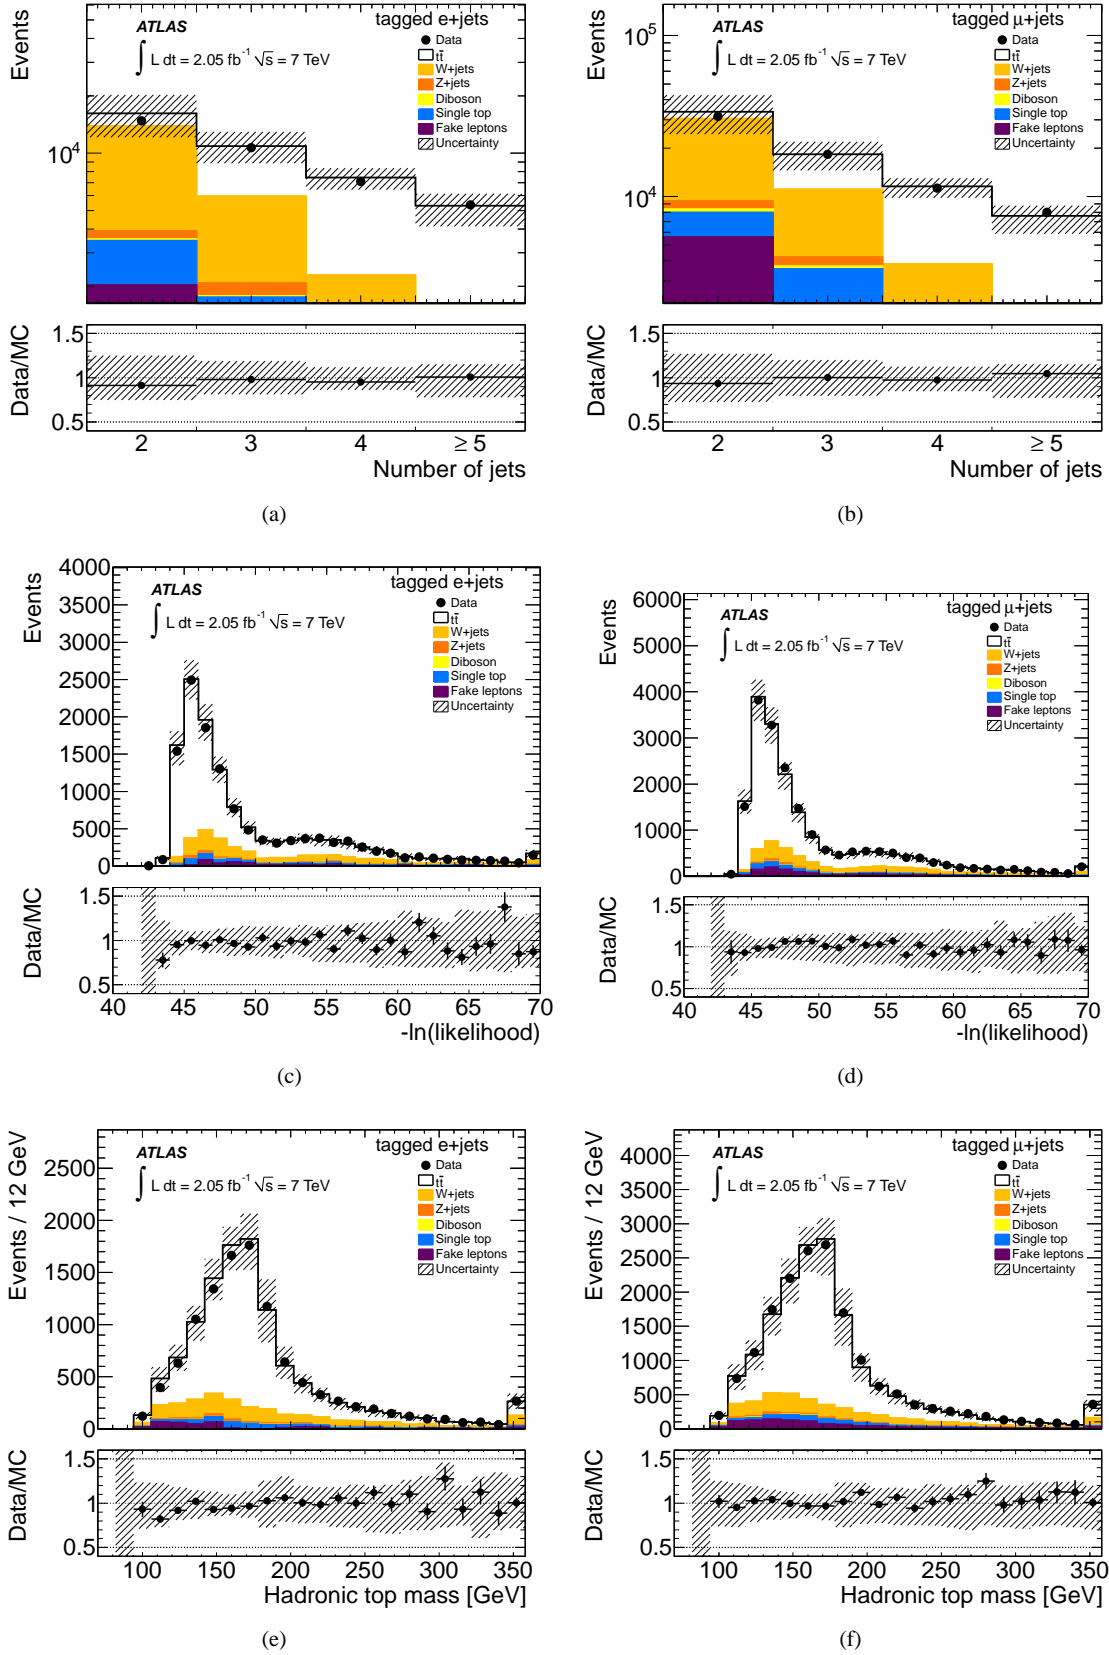 Events
10⁴
ATLAS
∫ L dt = 2.05 fb⁻¹ √s = 7 TeV
tagged e+jets
Data
tt̄
W+jets
Z+jets
Diboson
Single top
Fake leptons
Uncertainty
Data/MC
1.5
1
0.5
2 3 4 ≥ 5
Number of jets
(a)
Events
10⁵
10⁴
ATLAS
∫ L dt = 2.05 fb⁻¹ √s = 7 TeV
tagged μ+jets
Data
tt̄
W+jets
Z+jets
Diboson
Single top
Fake leptons
Uncertainty
Data/MC
1.5
1
0.5
2 3 4 ≥ 5
Number of jets
(b)
Events
4000
3500
3000
2500
2000
1500
1000
500
0
ATLAS
∫ L dt = 2.05 fb⁻¹ √s = 7 TeV
tagged e+jets
Data
tt̄
W+jets
Z+jets
Diboson
Single top
Fake leptons
Uncertainty
Data/MC
1.5
1
0.5
40 45 50 55 60 65 70
-ln(likelihood)
(c)
Events
6000
5000
4000
3000
2000
1000
0
ATLAS
∫ L dt = 2.05 fb⁻¹ √s = 7 TeV
tagged μ+jets
Data
tt̄
W+jets
Z+jets
Diboson
Single top
Fake leptons
Uncertainty
Data/MC
1.5
1
0.5
40 45 50 55 60 65 70
-ln(likelihood)
(d)
Events / 12 GeV
2500
2000
1500
1000
500
0
ATLAS
∫ L dt = 2.05 fb⁻¹ √s = 7 TeV
tagged e+jets
Data
tt̄
W+jets
Z+jets
Diboson
Single top
Fake leptons
Uncertainty
Data/MC
1.5
1
0.5
100 150 200 250 300 350
Hadronic top mass [GeV]
(e)
Events / 12 GeV
4000
3500
3000
2500
2000
1500
1000
500
0
ATLAS
∫ L dt = 2.05 fb⁻¹ √s = 7 TeV
tagged μ+jets
Data
tt̄
W+jets
Z+jets
Diboson
Single top
Fake leptons
Uncertainty
Data/MC
1.5
1
0.5
100 150 200 250 300 350
Hadronic top mass [GeV]
(f)